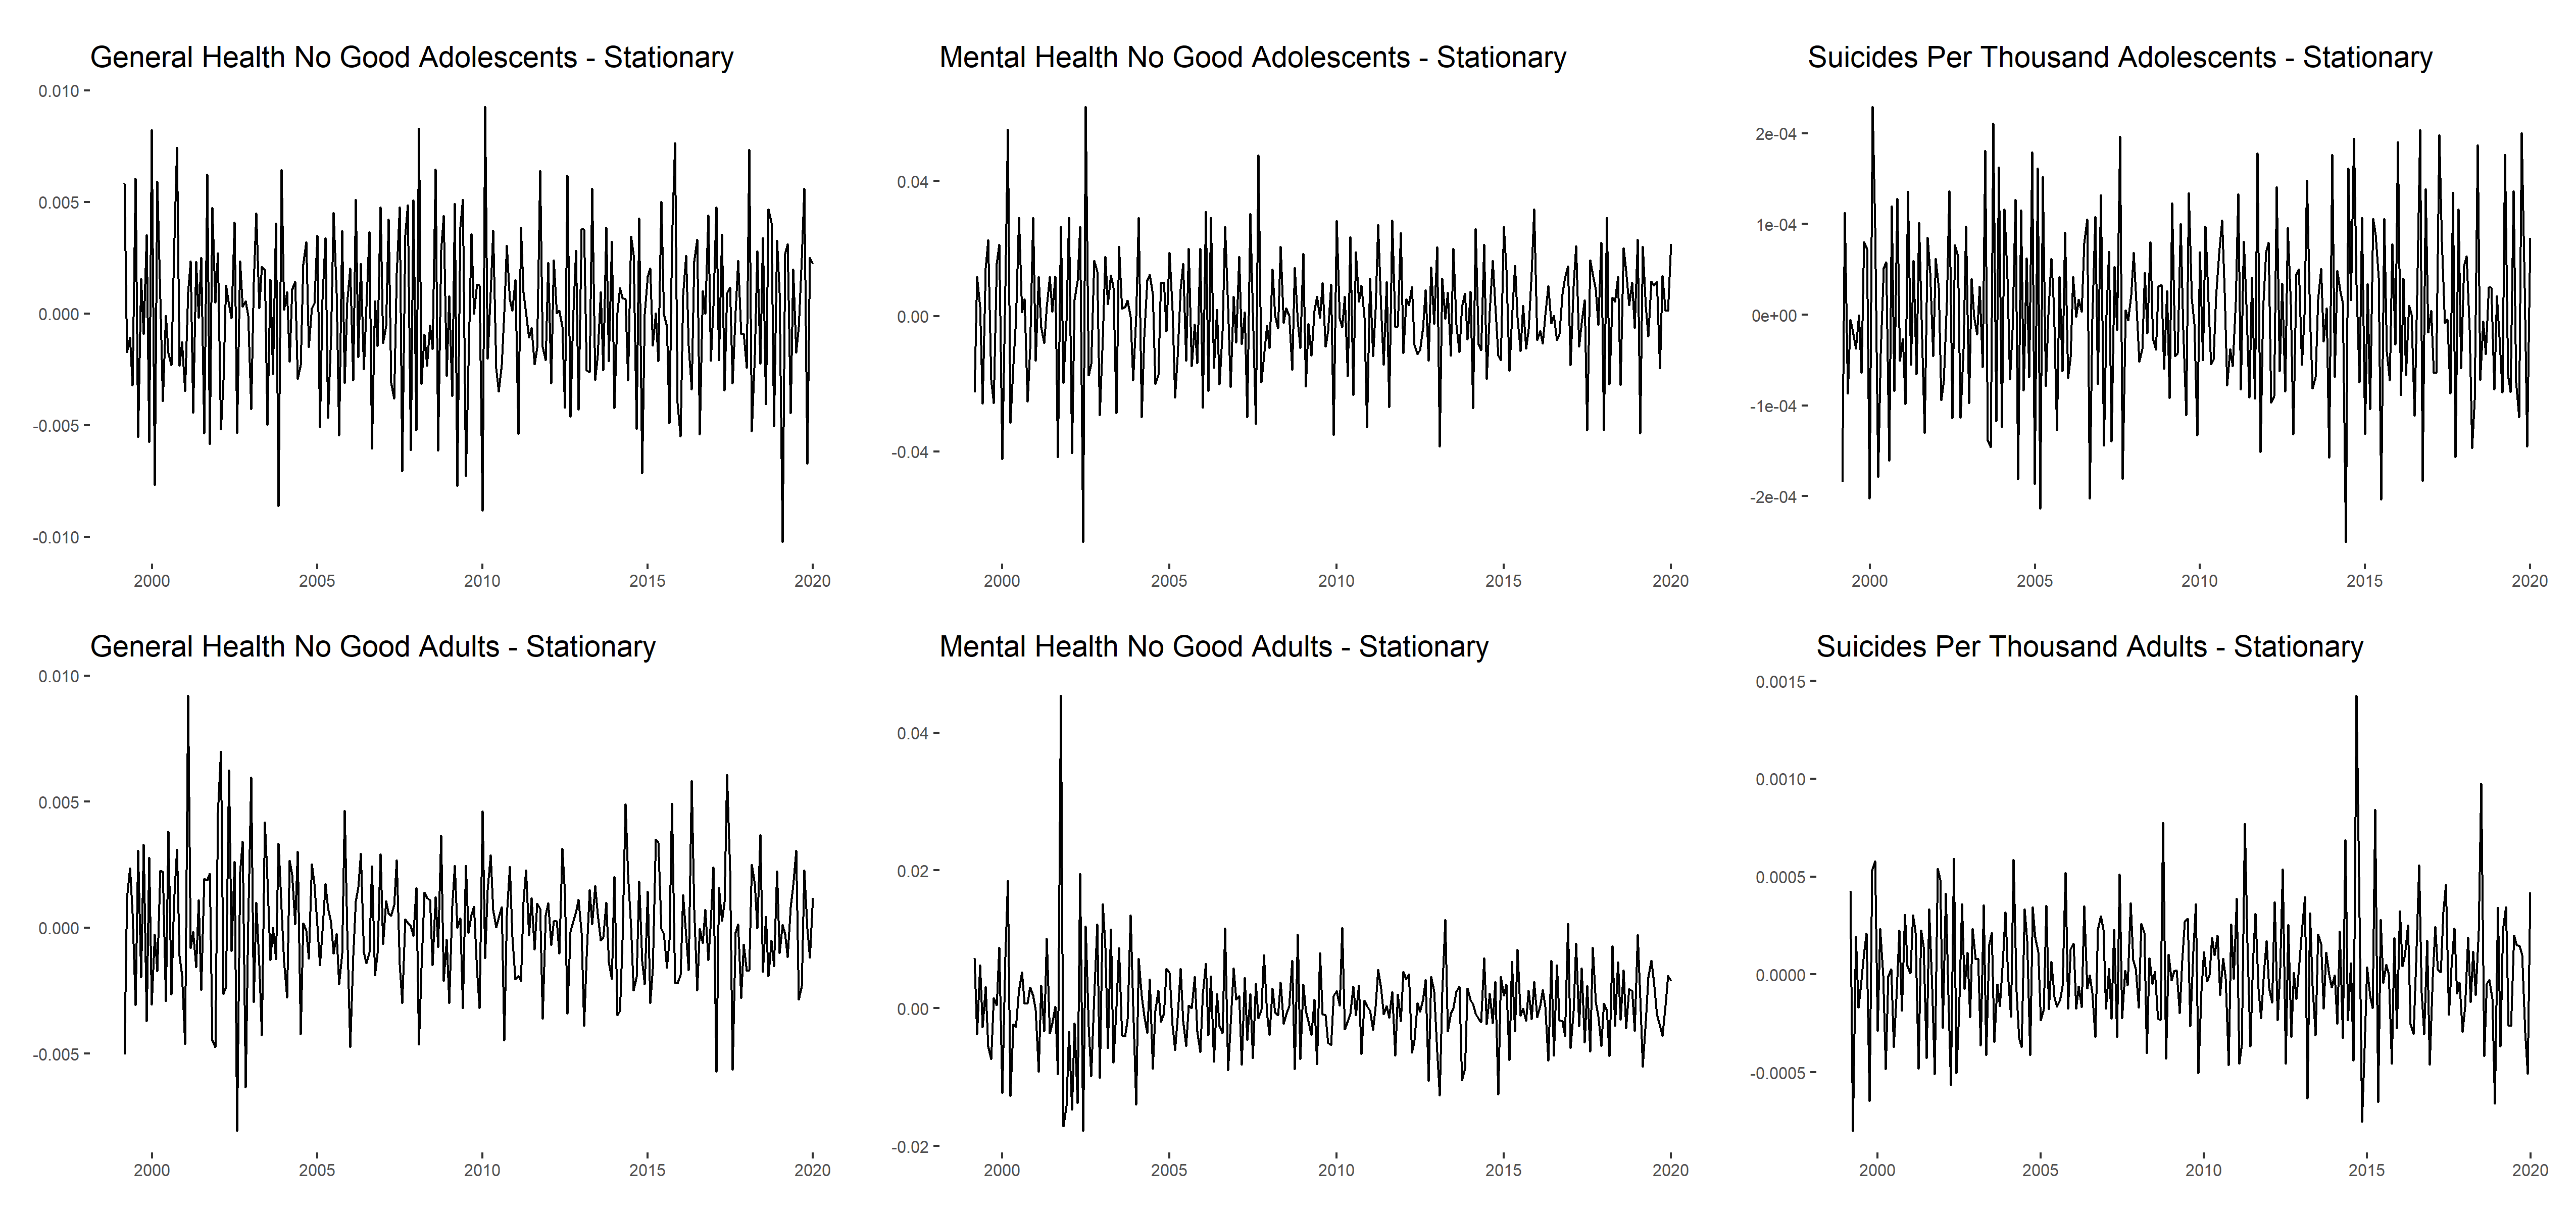 General Health No Good Adolescents - Stationary
0.010
0.005
0.000
-0.005
-0.010
2000 2005 2010 2015 2020
Mental Health No Good Adolescents - Stationary
0.04
0.00
-0.04
2000 2005 2010 2015 2020
Suicides Per Thousand Adolescents - Stationary
2e-04
1e-04
0e+00
-1e-04
-2e-04
2000 2005 2010 2015 2020
General Health No Good Adults - Stationary
0.010
0.005
0.000
-0.005
2000 2005 2010 2015 2020
Mental Health No Good Adults - Stationary
0.04
0.02
0.00
-0.02
2000 2005 2010 2015 2020
Suicides Per Thousand Adults - Stationary
0.0015
0.0010
0.0005
0.0000
-0.0005
2000 2005 2010 2015 2020